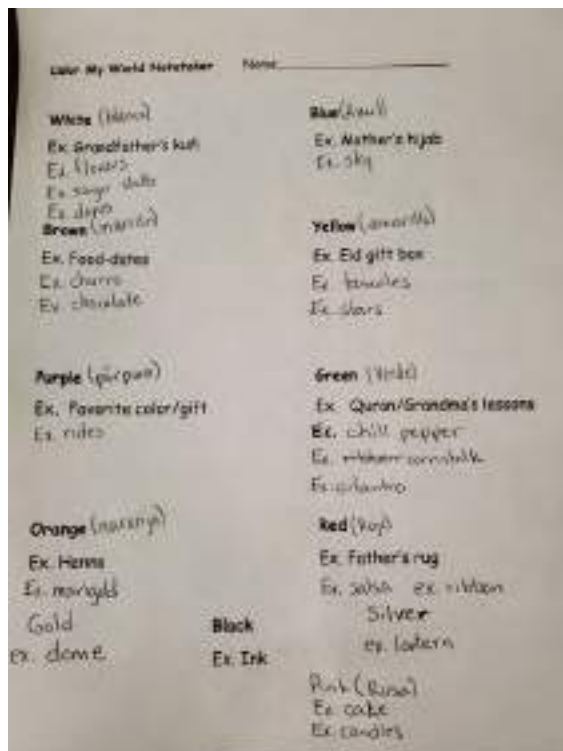 Color My World Notetaker Name
White (blanco)
Ex. Grandfather's kufi
Ex. flowers
Ex. sugar skulls
Ex.
Brown (marrón)
Ex. Food-dates
Ex. churro
Ex. chocolate
Purple (púrpura)
Ex. Favorite color/gift
Ex. rides
Orange (naranja)
Ex. Henna
Ex. marigold
Gold
ex. dome
Black
Ex. Ink
Blue (Azul)
Ex. Mother's hijab
Ex. sky
Yellow (amarillo)
Ex. Eid gift box
Ex.
Ex. stars
Green (Verde)
Ex. Quran/Grandma's lessons
Ex. chili pepper
Ex. cornstalk
Ex. cilantro
Red (Rojo)
Ex. Father's rug
Ex. salsa ex. ribbon
Silver
ex. lantern
Pink (Rosa)
Ex. cake
Ex. candles